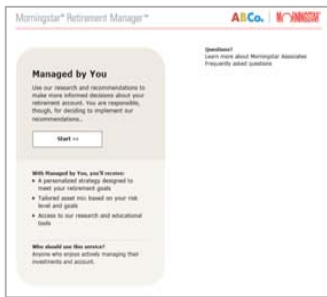 Morningstar® Retirement Manager℠
ABCo.
MORNINGSTAR®
Questions?
Learn more about Morningstar Associates
Frequently asked questions
Managed by You
Use our research and recommendations to
make more informed decisions about your
retirement account. You are responsible,
though, for deciding to implement our
recommendations..
Start >>
With Managed by You, you'll receive:
A personalized strategy designed to
meet your retirement goals
Tailored asset mix based on your risk
level and goals
Access to our research and educational
tools
Who should use this service?
Anyone who enjoys actively managing their
investments and account.